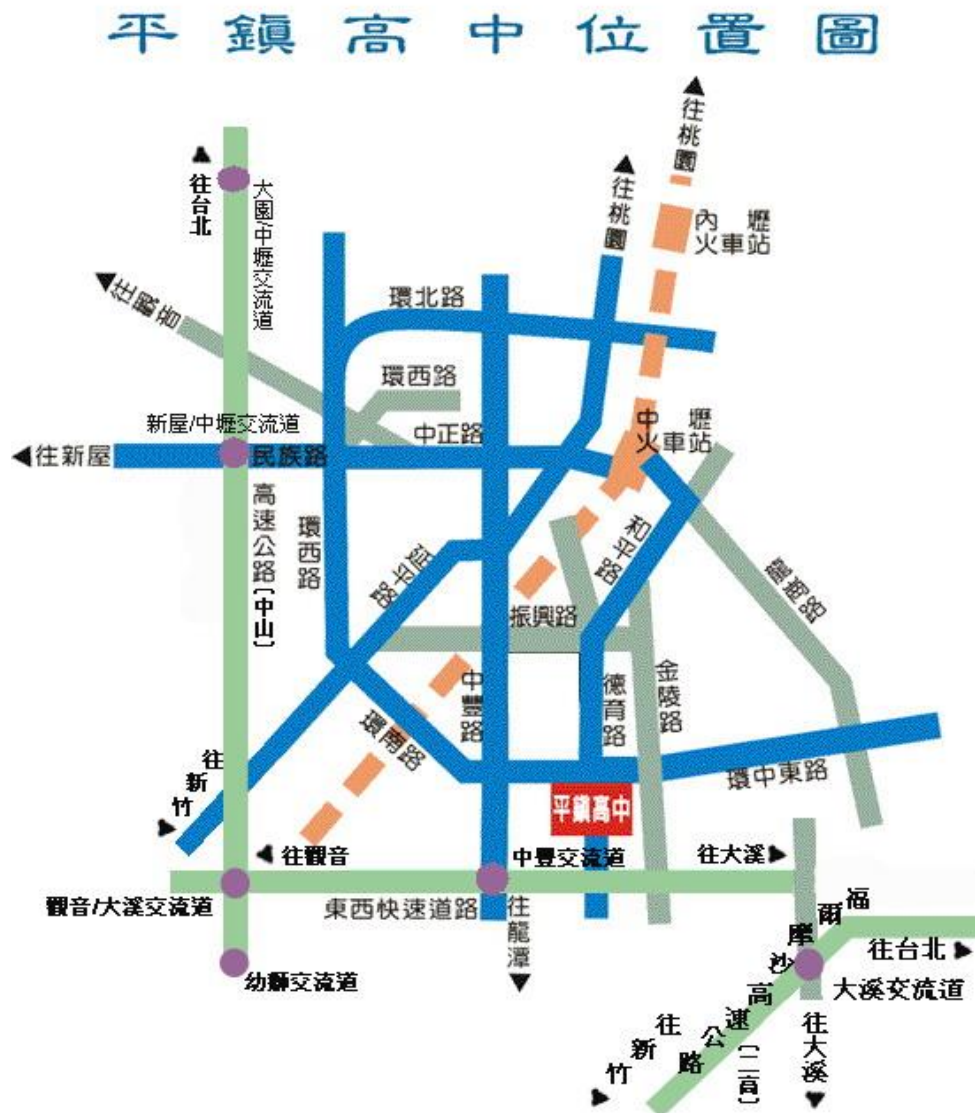 平鎮高中位置圖
往桃園
往桃園
往台北
大園/中壢交流道
內壢
火車站
往觀音
環北路
環西路
新屋/中壢交流道
中正路
中壢
火車站
往新屋
民族路
高速公路〔中山〕
環西路
延平路
和平路
龍岡路
振興路
中豐路
德育路
金陵路
環南路
環中東路
往新竹
平鎮高中
往觀音
中豐交流道
往大溪
觀音/大溪交流道
東西快速道路
往龍潭
福爾摩沙高速公路〔二高〕
往台北
幼獅交流道
大溪交流道
往新竹
往大溪